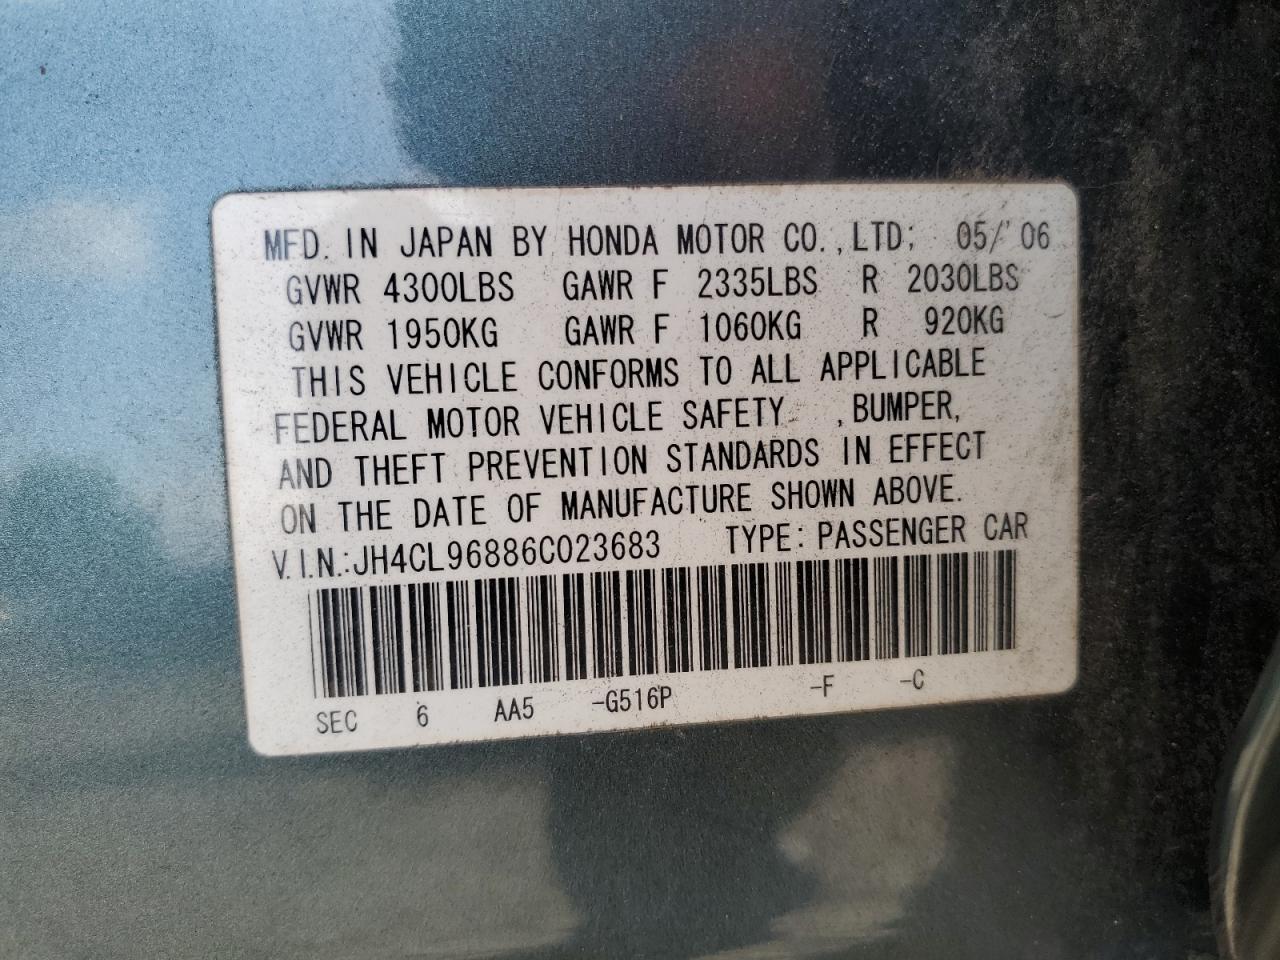 MFD. IN JAPAN BY HONDA MOTOR CO.,LTD; 05/'06
GVWR 4300LBS GAWR F 2335LBS R 2030LBS
GVWR 1950KG GAWR F 1060KG R 920KG
THIS VEHICLE CONFORMS TO ALL APPLICABLE
FEDERAL MOTOR VEHICLE SAFETY ,BUMPER,
AND THEFT PREVENTION STANDARDS IN EFFECT
ON THE DATE OF MANUFACTURE SHOWN ABOVE.
V.I.N.:JH4CL96886C023683 TYPE: PASSENGER CAR
SEC 6 AA5 -G516P -F -C